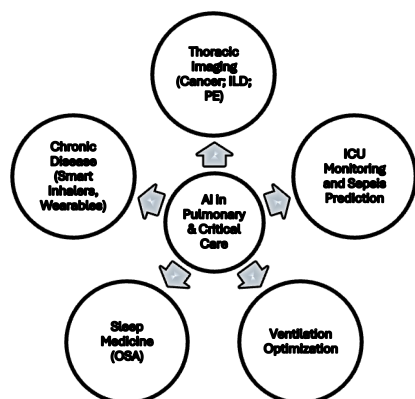 Thoracic
Imaging
(Cancer; ILD;
PE)
Chronic
Disease
(Smart
Inhalers,
Wearables)
ICU
Monitoring
and Sepsis
Prediction
AI in
Pulmonary
& Critical
Care
Sleep
Medicine
(OSA)
Ventilation
Optimization